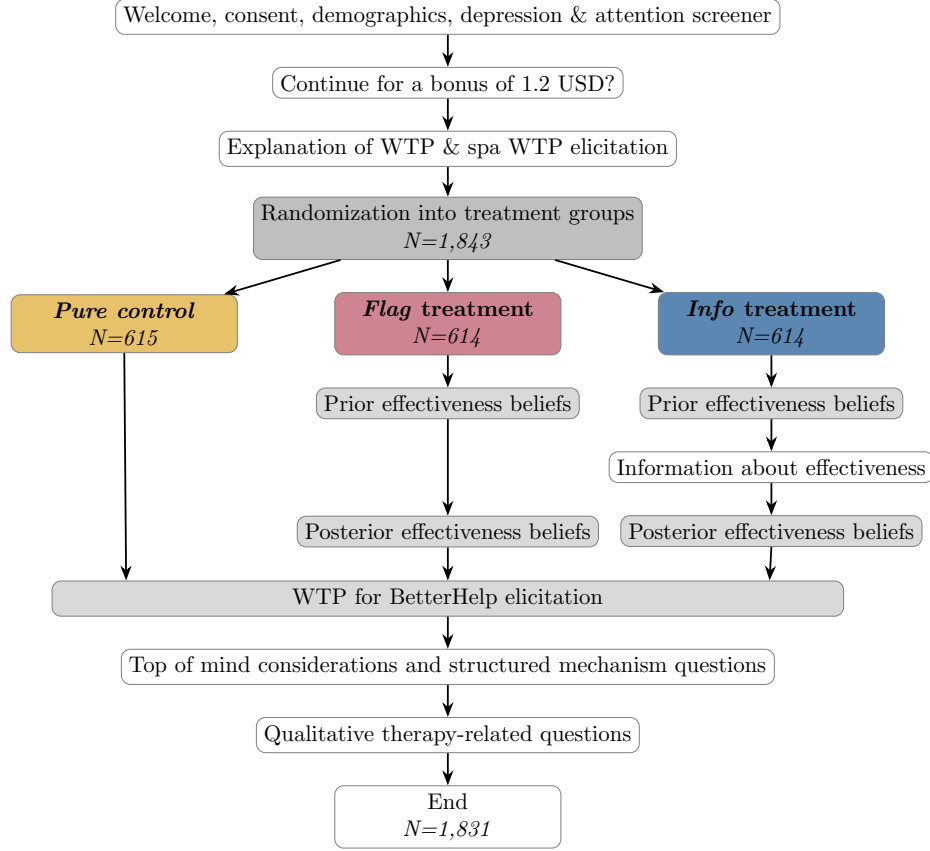 Welcome, consent, demographics, depression & attention screener
Continue for a bonus of 1.2 USD?
Explanation of WTP & spa WTP elicitation
Randomization into treatment groups
N=1,843
Pure control
N=615
Flag treatment
N=614
Info treatment
N=614
Prior effectiveness beliefs
Prior effectiveness beliefs
Information about effectiveness
Posterior effectiveness beliefs
Posterior effectiveness beliefs
WTP for BetterHelp elicitation
Top of mind considerations and structured mechanism questions
Qualitative therapy-related questions
End
N=1,831